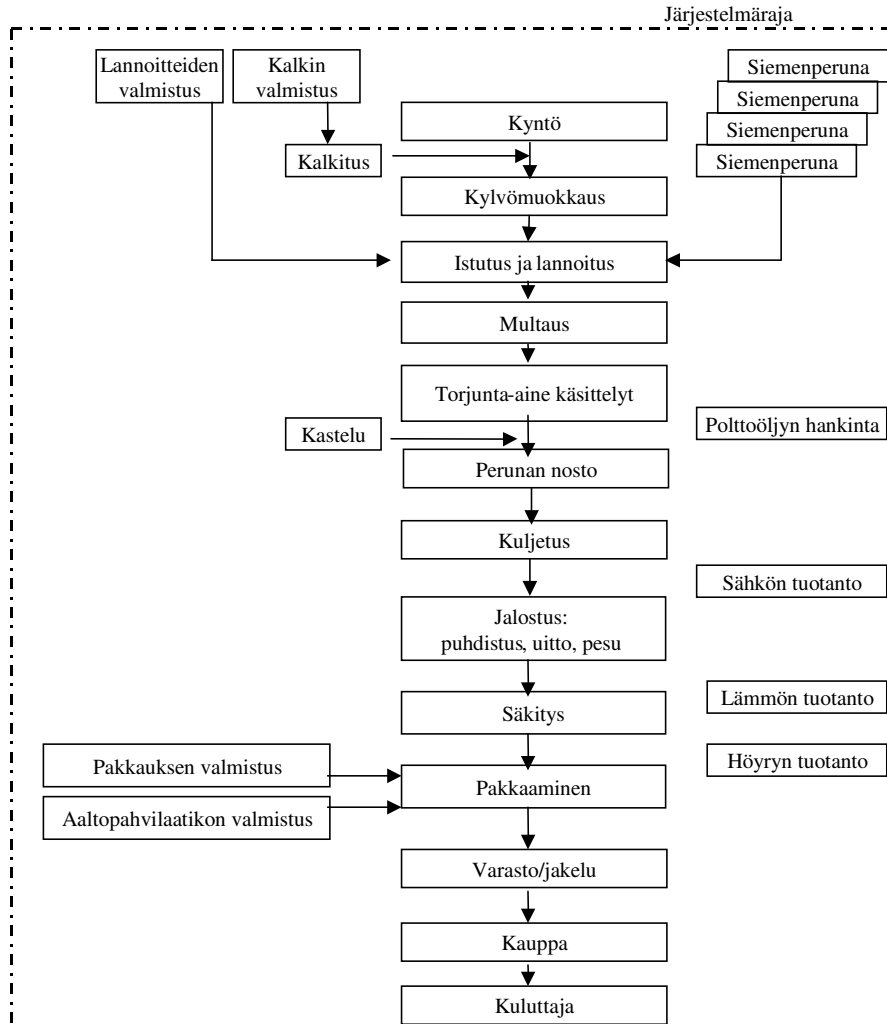 Järjestelmäraja
Lannoitteiden
valmistus
Kalkin
valmistus
Siemenperuna
Siemenperuna
Siemenperuna
Siemenperuna
Kyntö
Kalkitus
Kylvömuokkaus
Istutus ja lannoitus
Multaus
Torjunta-aine käsittelyt
Kastelu
Polttoöljyn hankinta
Perunan nosto
Kuljetus
Sähkön tuotanto
Jalostus:
puhdistus, uitto, pesu
Säkitys
Lämmön tuotanto
Pakkauksen valmistus
Höyryn tuotanto
Pakkaaminen
Aaltopahvilaatikon valmistus
Varasto/jakelu
Kauppa
Kuluttaja